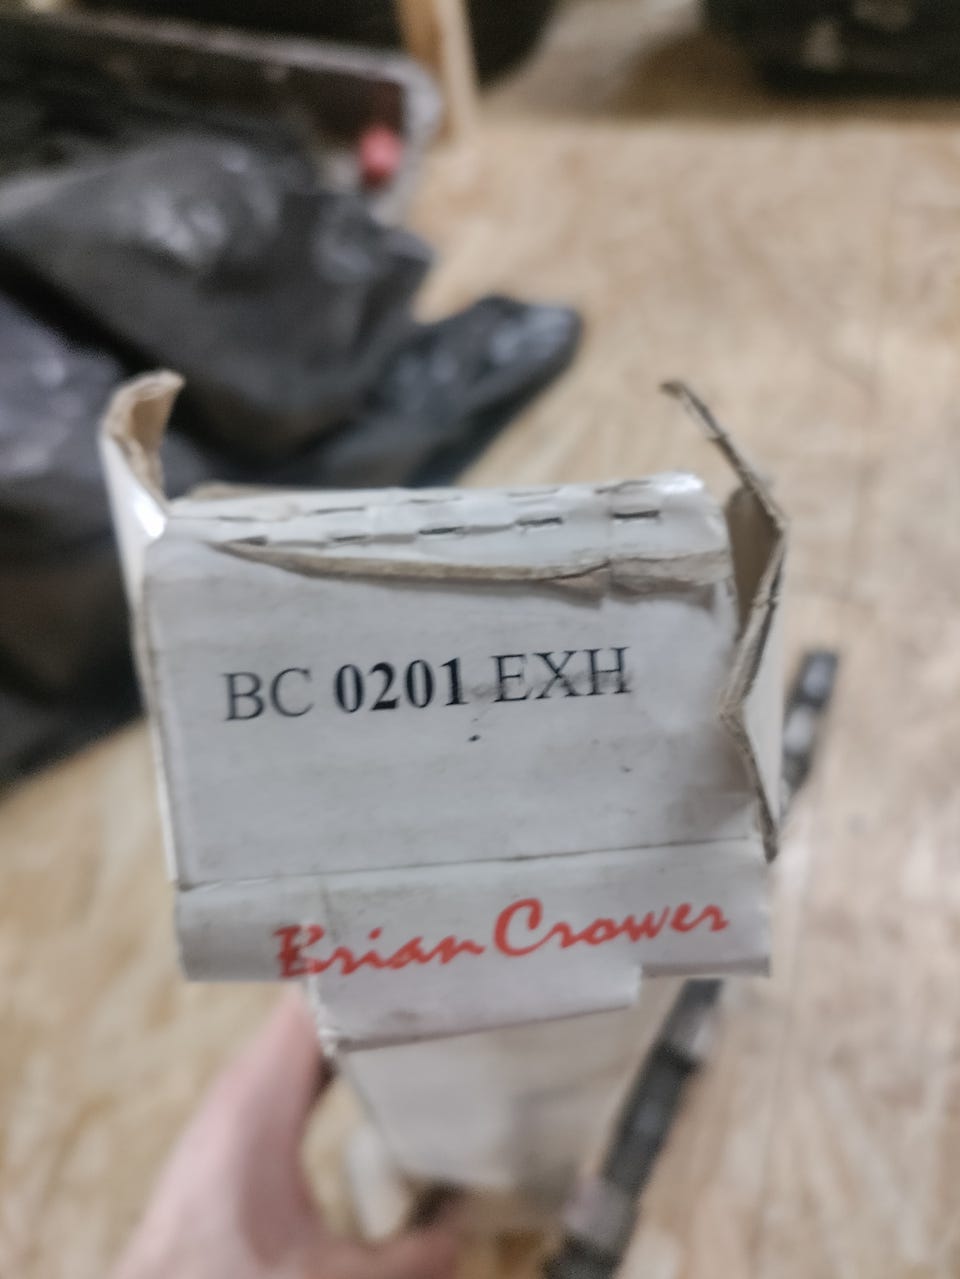 BC 0201 EXH
Brian Crower